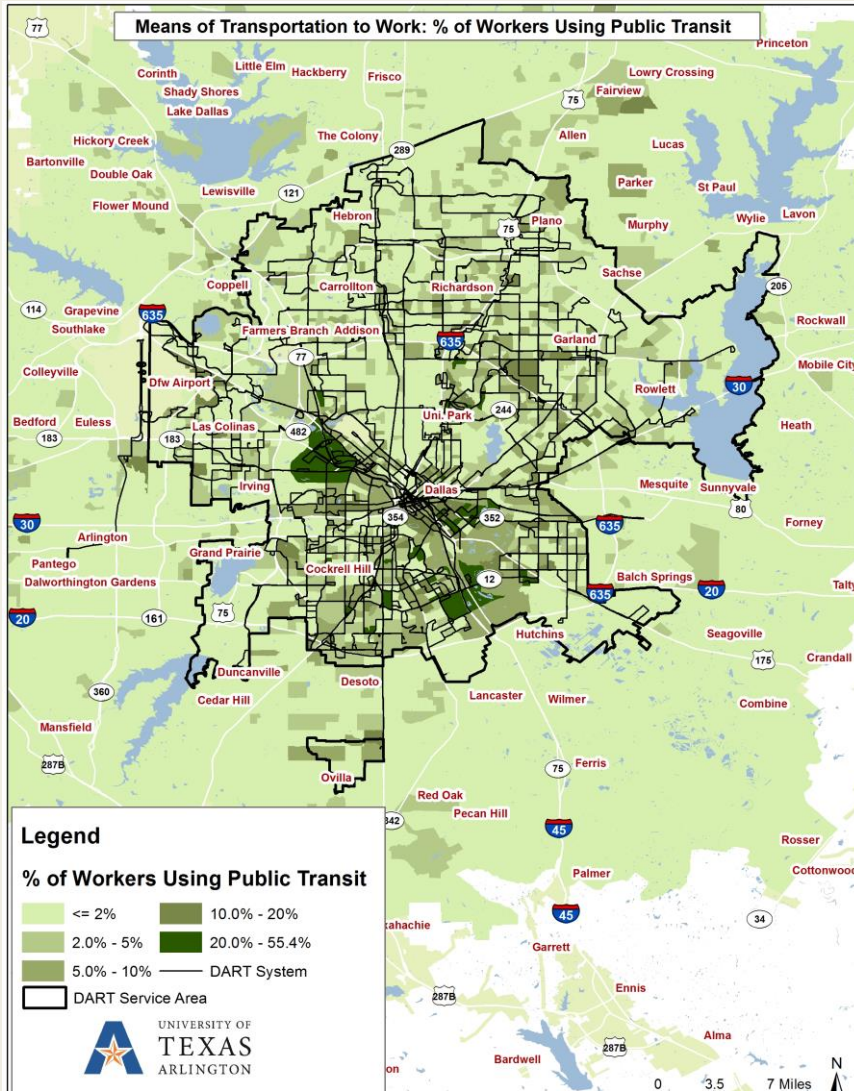 Means of Transportation to Work: % of Workers Using Public Transit
77
Princeton
Little Elm
Corinth
Hackberry
Frisco
Lowry Crossing
Shady Shores
75
Fairview
Lake Dallas
The Colony
Allen
Hickory Creek
289
Lucas
Bartonville
Double Oak
Parker
St Paul
Lewisville
121
Flower Mound
Hebron
Plano
Murphy
Wylie
Lavon
75
Sachse
Coppell
Carrollton
Richardson
205
114
Grapevine
635
Southlake
Farmers Branch
Addison
635
Garland
Rockwall
77
Colleyville
Mobile City
Dfw Airport
Rowlett
30
Uni. Park
244
Bedford
Euless
Las Colinas
482
Heath
183
183
Irving
Dallas
Mesquite
Sunnyvale
80
30
354
352
635
Forney
Arlington
Grand Prairie
Pantego
Cockrell Hill
12
Balch Springs
Dalworthington Gardens
635
20
Talty
20
161
75
Hutchins
Seagoville
175
Crandall
Duncanville
Desoto
360
Cedar Hill
Lancaster
Wilmer
Combine
Mansfield
287B
75
Ferris
Ovilla
Red Oak
342
Pecan Hill
45
Rosser
Palmer
Cottonwood
45
34
xahachie
Garrett
287B
Ennis
287B
Alma
Bardwell
on
Legend
% of Workers Using Public Transit
<= 2%
10.0% - 20%
2.0% - 5%
20.0% - 55.4%
5.0% - 10%
DART System
DART Service Area
UNIVERSITY OF
TEXAS
ARLINGTON
N
0 3.5 7 Miles